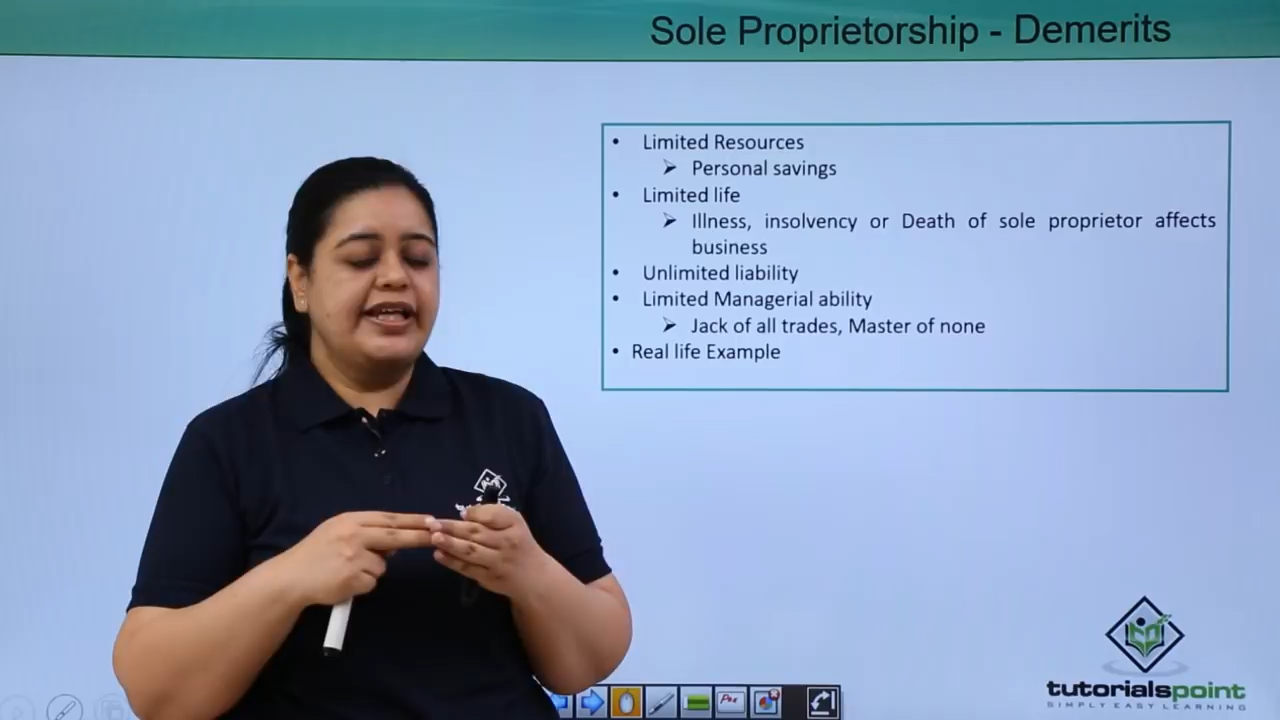 Sole Proprietorship - Demerits
• Limited Resources
➢ Personal savings
• Limited life
➢ Illness, insolvency or Death of sole proprietor affects
business
• Unlimited liability
• Limited Managerial ability
➢ Jack of all trades, Master of none
• Real life Example
tutorialspoint
SIMPLY EASY LEARNING